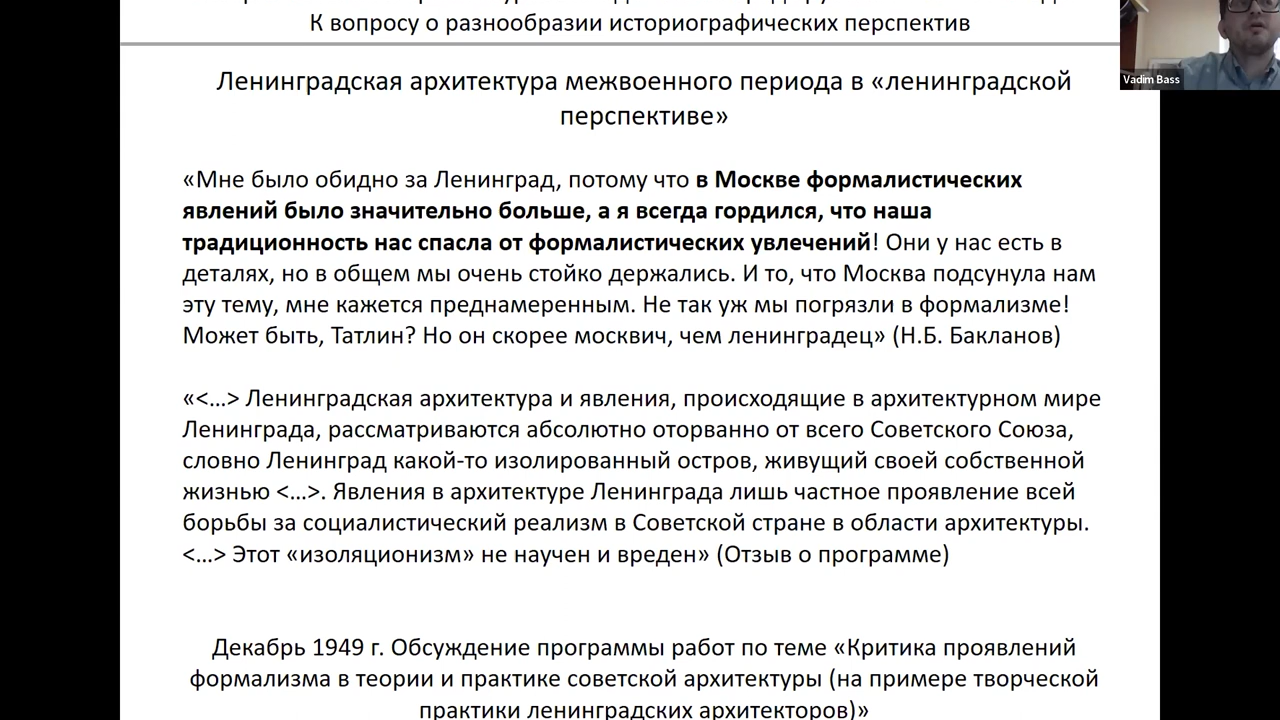 К вопросу о разнообразии историографических перспектив
Vadim Bass
Ленинградская архитектура межвоенного периода в «ленинградской
перспективе»
«Мне было обидно за Ленинград, потому что в Москве формалистических
явлений было значительно больше, а я всегда гордился, что наша
традиционность нас спасла от формалистических увлечений! Они у нас есть в
деталях, но в общем мы очень стойко держались. И то, что Москва подсунула нам
эту тему, мне кажется преднамеренным. Не так уж мы погрязли в формализме!
Может быть, Татлин? Но он скорее москвич, чем ленинградец» (Н.Б. Бакланов)
«<...> Ленинградская архитектура и явления, происходящие в архитектурном мире
Ленинграда, рассматриваются абсолютно оторванно от всего Советского Союза,
словно Ленинград какой-то изолированный остров, живущий своей собственной
жизнью <...>. Явления в архитектуре Ленинграда лишь частное проявление всей
борьбы за социалистический реализм в Советской стране в области архитектуры.
<...> Этот «изоляционизм» не научен и вреден» (Отзыв о программе)
Декабрь 1949 г. Обсуждение программы работ по теме «Критика проявлений
формализма в теории и практике советской архитектуры (на примере творческой
практики ленинградских архитекторов)»